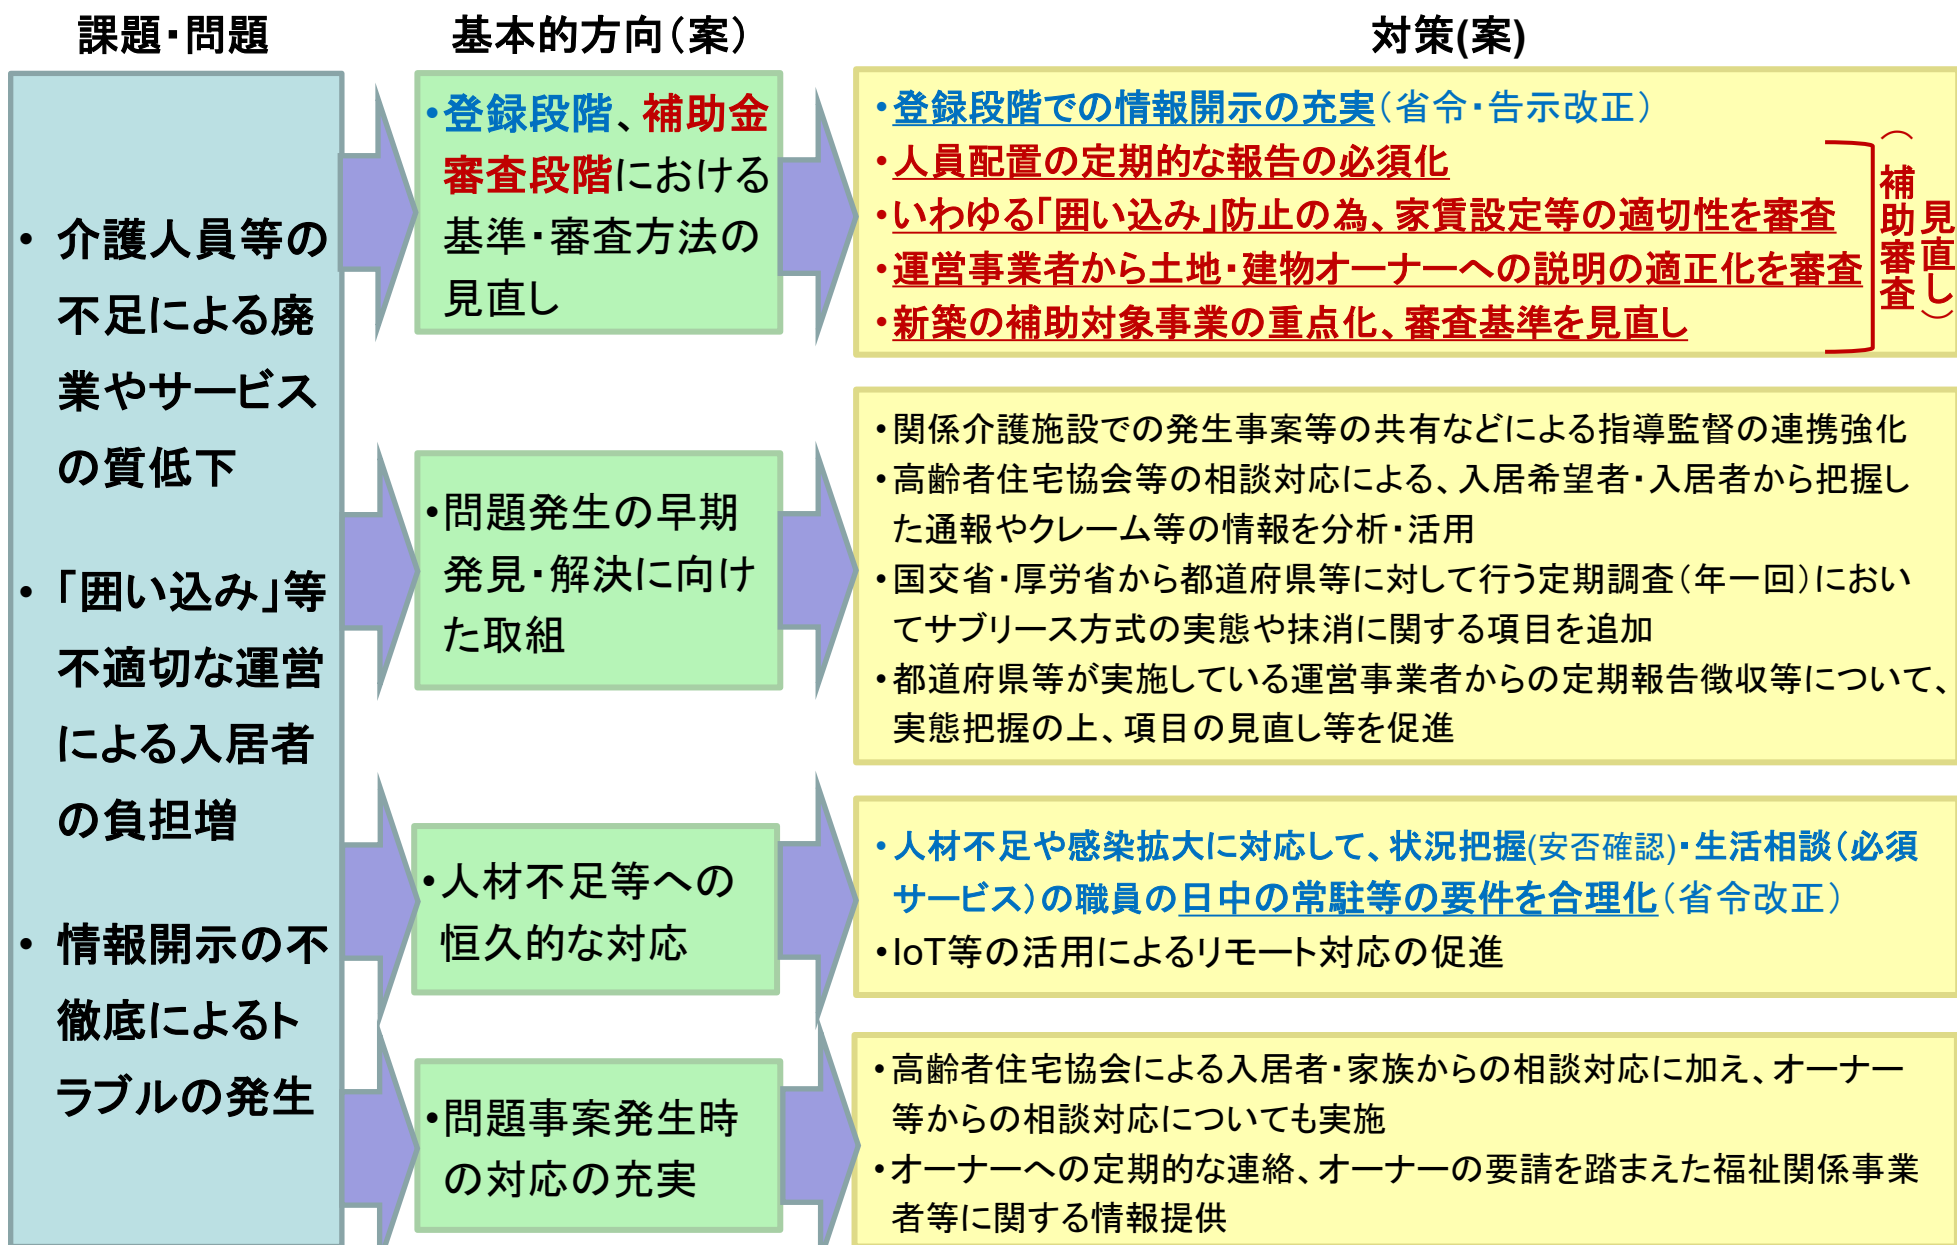 課題・問題
基本的方向（案）
対策(案)
• 介護人員等の
不足による廃
業やサービス
の質低下
• 「囲い込み」等
不適切な運営
による入居者
の負担増
• 情報開示の不
徹底によるト
ラブルの発生
•登録段階、補助金
審査段階における
基準・審査方法の
見直し
•登録段階での情報開示の充実（省令・告示改正）
•人員配置の定期的な報告の必須化
•いわゆる「囲い込み」防止の為、家賃設定等の適切性を審査
•運営事業者から土地・建物オーナーへの説明の適正化を審査
•新築の補助対象事業の重点化、審査基準を見直し
（補助審査
見直し）
•問題発生の早期
発見・解決に向け
た取組
•関係介護施設での発生事案等の共有などによる指導監督の連携強化
•高齢者住宅協会等の相談対応による、入居希望者・入居者から把握し
た通報やクレーム等の情報を分析・活用
•国交省・厚労省から都道府県等に対して行う定期調査（年一回）におい
てサブリース方式の実態や抹消に関する項目を追加
•都道府県等が実施している運営事業者からの定期報告徴収等について、
実態把握の上、項目の見直し等を促進
•人材不足等への
恒久的な対応
•人材不足や感染拡大に対応して、状況把握(安否確認)・生活相談（必須
サービス）の職員の日中の常駐等の要件を合理化（省令改正）
•IoT等の活用によるリモート対応の促進
•問題事案発生時
の対応の充実
•高齢者住宅協会による入居者・家族からの相談対応に加え、オーナー
等からの相談対応についても実施
•オーナーへの定期的な連絡、オーナーの要請を踏まえた福祉関係事業
者等に関する情報提供